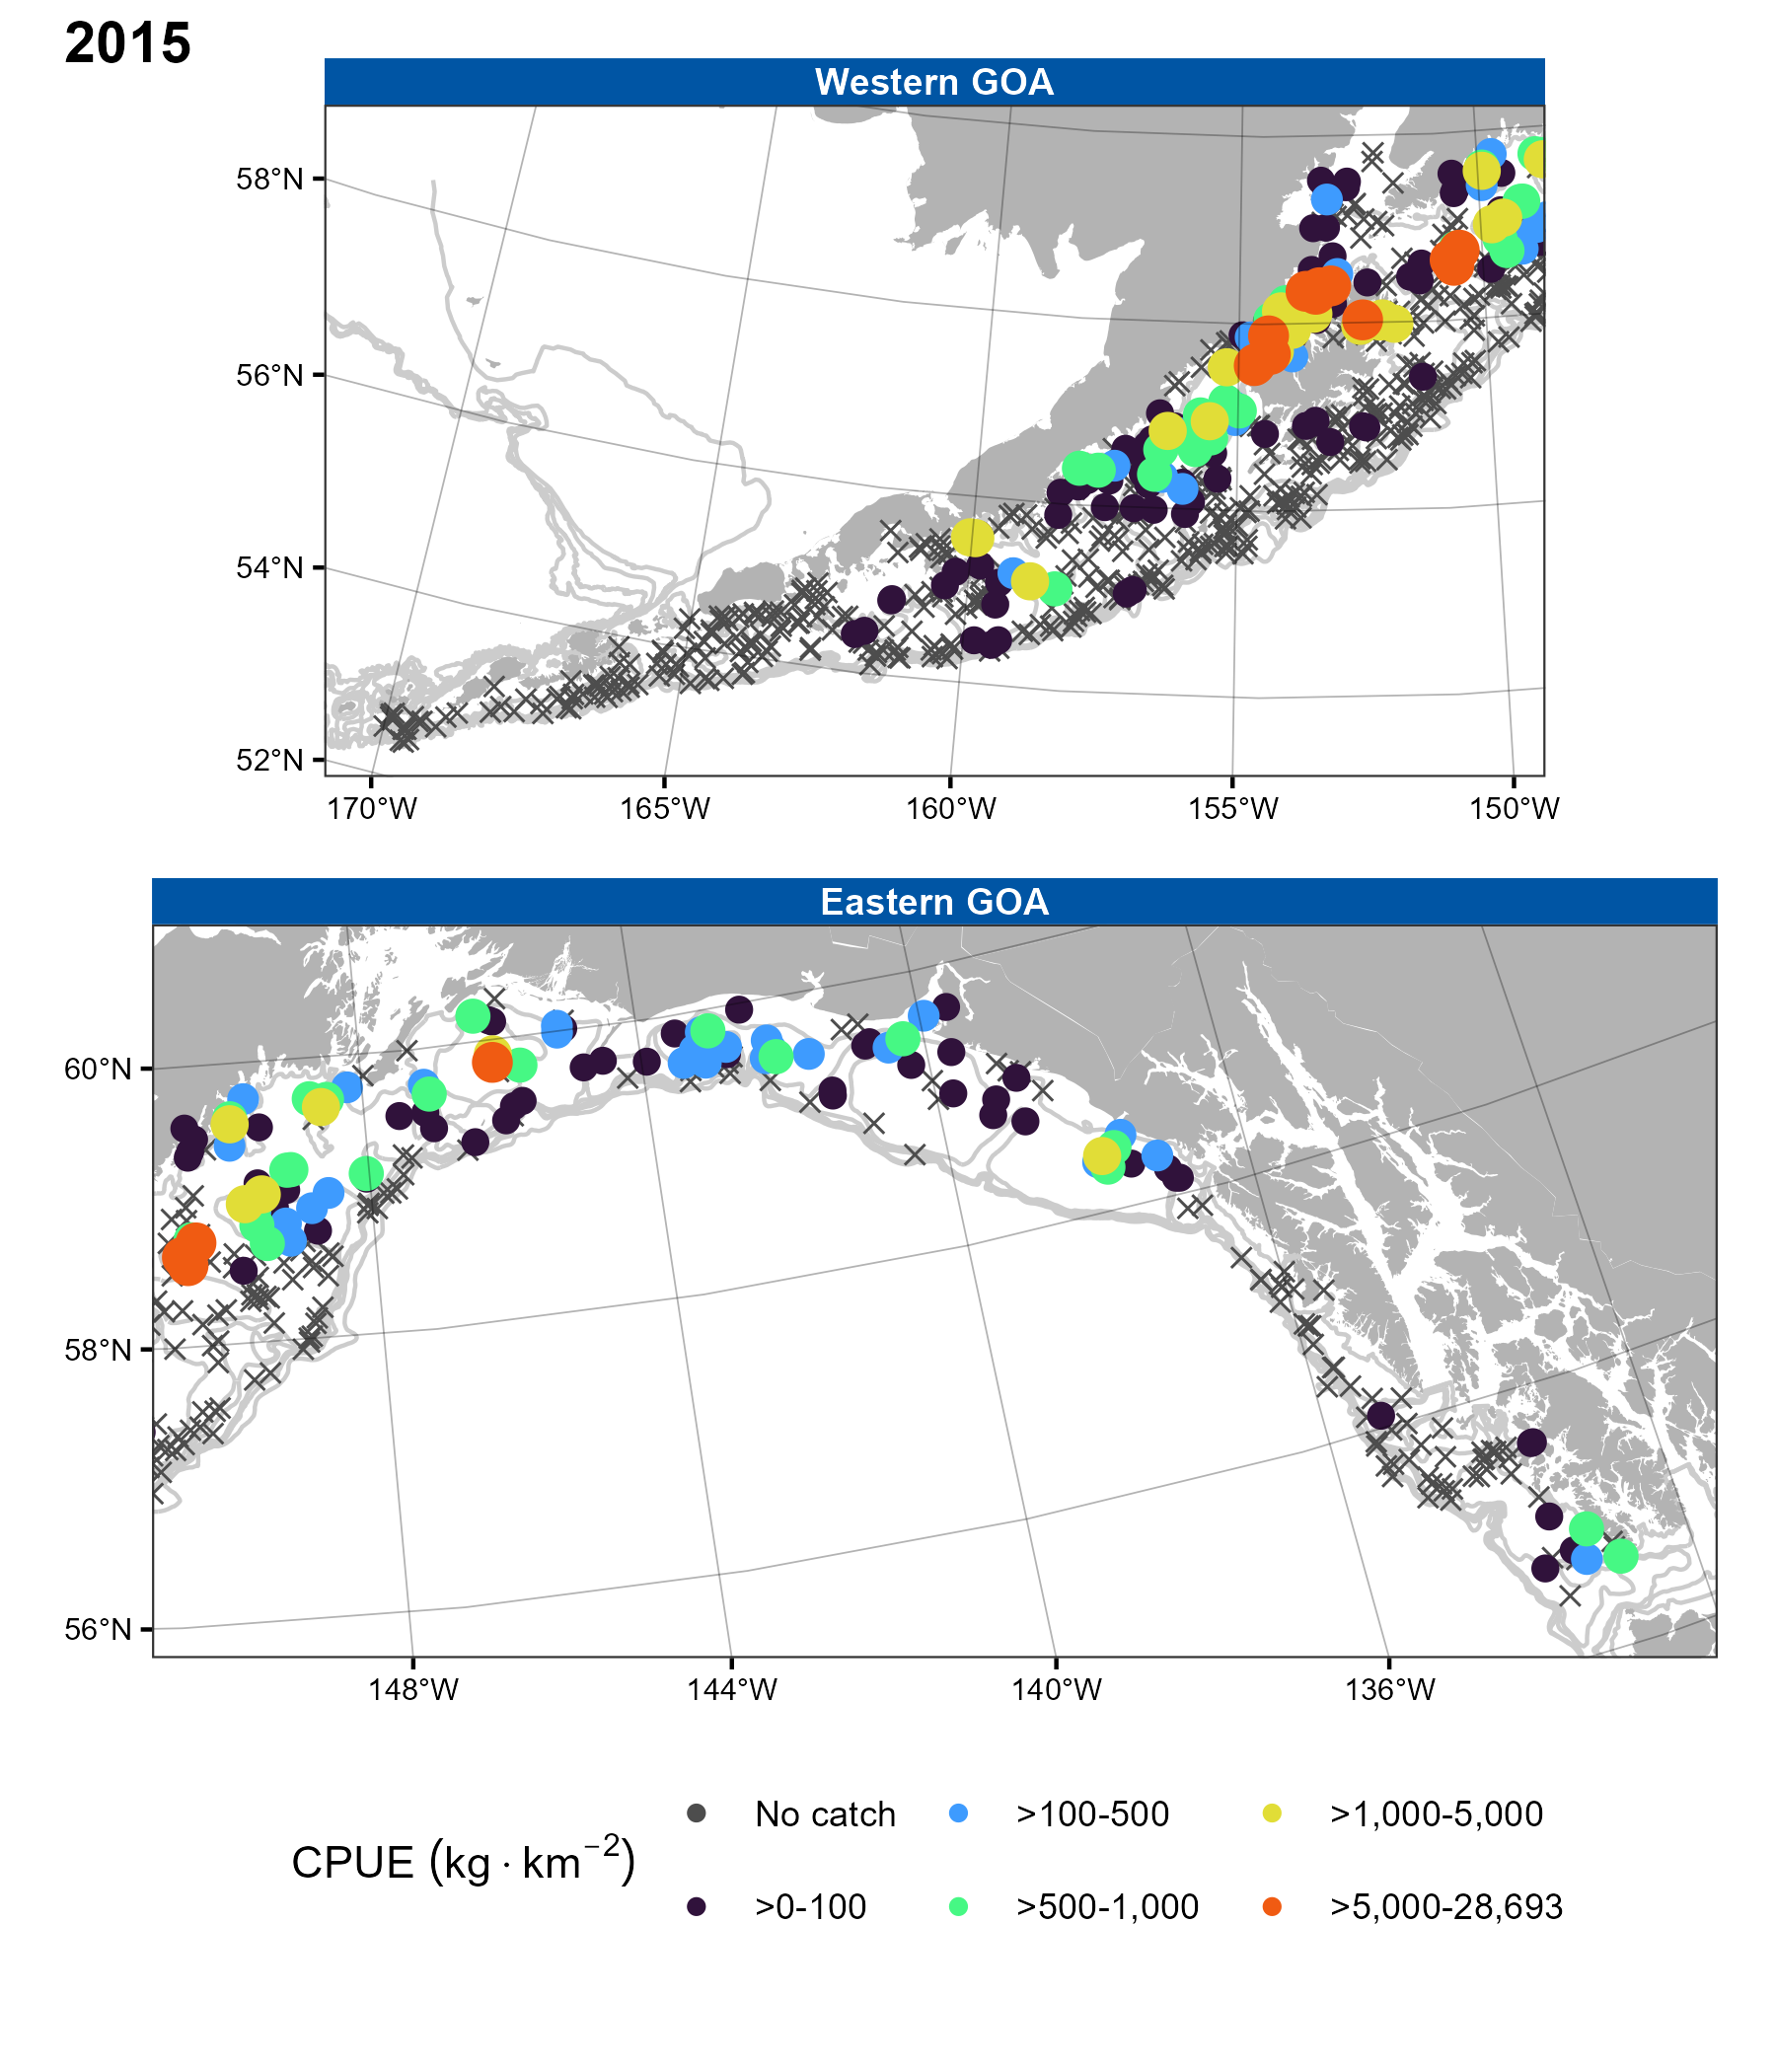 2015
Western GOA
58°N
56°N
54°N
52°N
170°W 165°W 160°W 155°W 150°W
Eastern GOA
60°N
58°N
56°N
148°W 144°W 140°W 136°W
CPUE (kg · km⁻²)
No catch >100-500 >1,000-5,000
>0-100 >500-1,000 >5,000-28,693